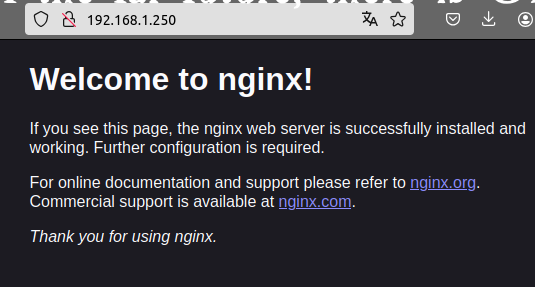 192.168.1.250
Welcome to nginx!
If you see this page, the nginx web server is successfully installed and
working. Further configuration is required.
For online documentation and support please refer to nginx.org.
Commercial support is available at nginx.com.
Thank you for using nginx.